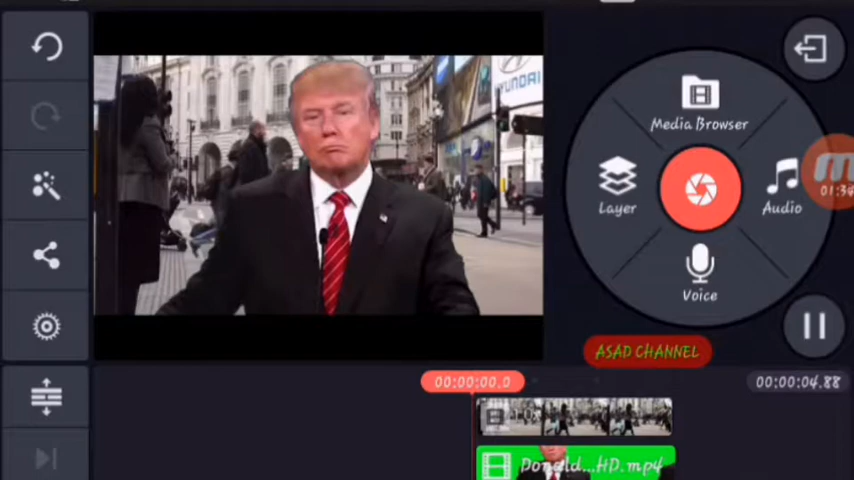 HYUNDAI
Media Browser
Layer
Audio
Voice
ASAD CHANNEL
00:00:00.0
00:00:04.88
Donald...HD.mp4